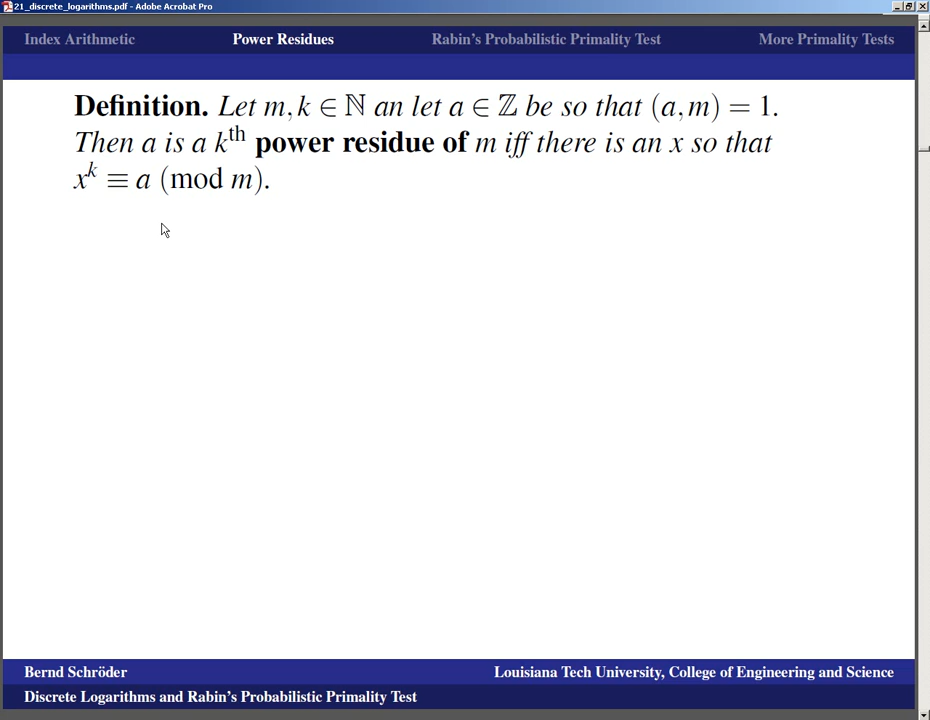 21_discrete_logarithms.pdf - Adobe Acrobat Pro
Index Arithmetic Power Residues Rabin's Probabilistic Primality Test More Primality Tests
Definition. Let m, k ∈ ℕ an let a ∈ ℤ be so that (a, m) = 1.
Then a is a kᵗʰ power residue of m iff there is an x so that
xᵏ ≡ a (mod m).
Bernd Schröder Louisiana Tech University, College of Engineering and Science
Discrete Logarithms and Rabin's Probabilistic Primality Test